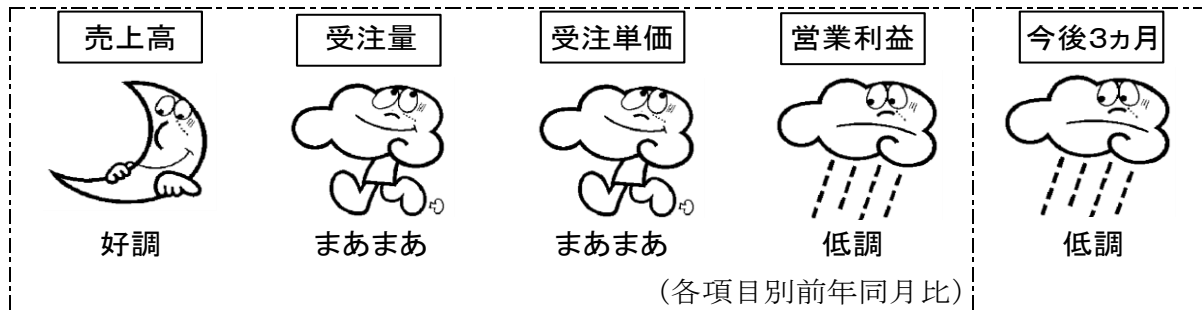 売上高 受注量 受注単価 営業利益 今後3ヵ月
好調 まあまあ まあまあ 低調 低調
(各項目別前年同月比)